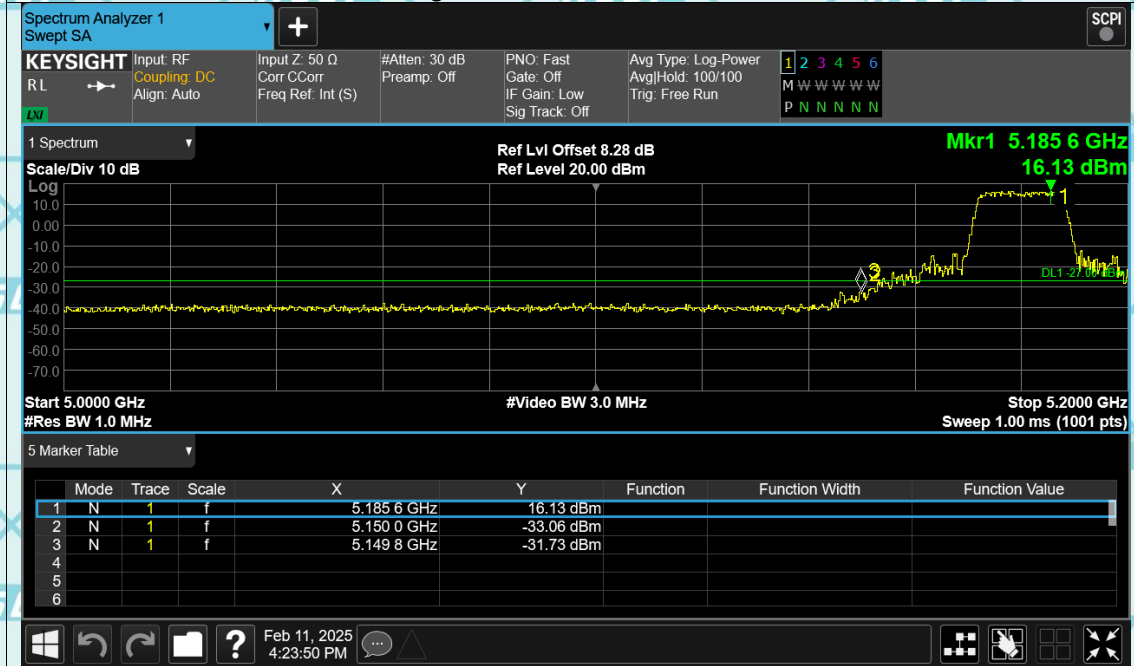 Spectrum Analyzer 1
Swept SA
+
SCPI
KEYSIGHT Input: RF Input Z: 50 Ω #Atten: 30 dB PNO: Fast Avg Type: Log-Power 1 2 3 4 5 6
RL Coupling: DC Corr CCorr Preamp: Off Gate: Off Avg|Hold: 100/100 M W W W W W
Align: Auto Freq Ref: Int (S) IF Gain: Low Trig: Free Run P N N N N N
LXI Sig Track: Off
1 Spectrum
Ref Lvl Offset 8.28 dB Mkr1 5.185 6 GHz
Scale/Div 10 dB Ref Level 20.00 dBm 16.13 dBm
Log
1
10.0
0.00
-10.0
-20.0
DL1 -27.00 dBm
-30.0
-40.0
-50.0
-60.0
-70.0
Start 5.0000 GHz #Video BW 3.0 MHz Stop 5.2000 GHz
#Res BW 1.0 MHz Sweep 1.00 ms (1001 pts)
5 Marker Table
Mode Trace Scale X Y Function Function Width Function Value
1 N 1 f 5.185 6 GHz 16.13 dBm
2 N 1 f 5.150 0 GHz -33.06 dBm
3 N 1 f 5.149 8 GHz -31.73 dBm
4
5
6
? Feb 11, 2025
4:23:50 PM